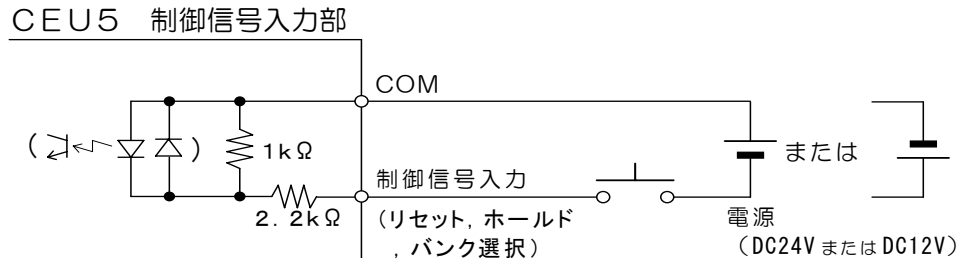 CEU5 制御信号入力部
COM
( )
1kΩ
または
制御信号入力
2.2kΩ
(リセット, ホールド
, バンク選択)
電源
(DC24V または DC12V)